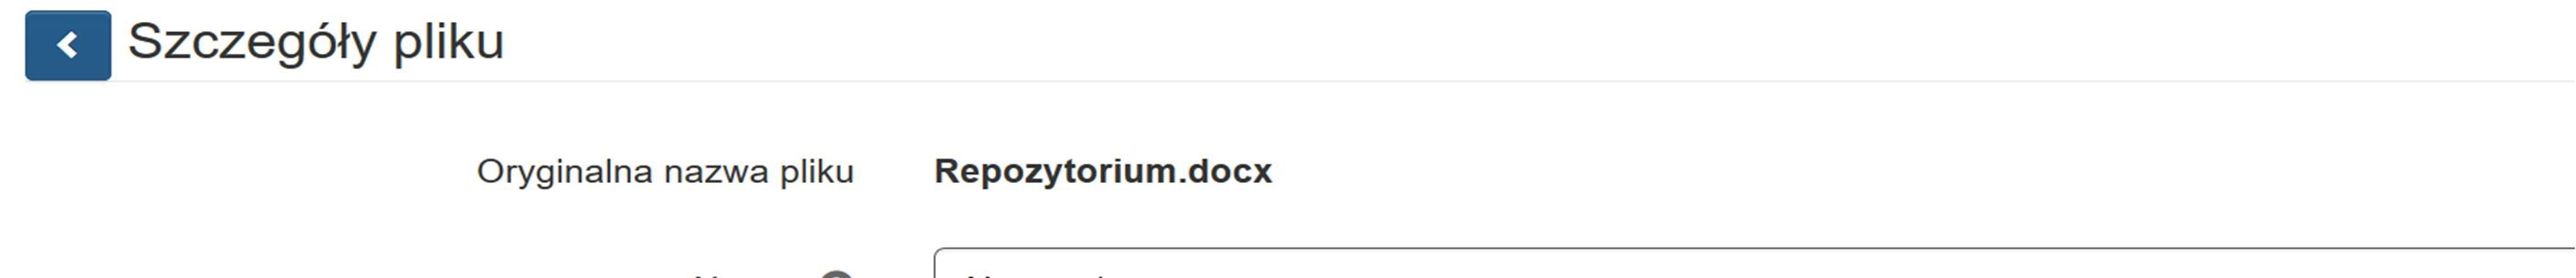 Szczegóły pliku
Oryginalna nazwa pliku Repozytorium.docx